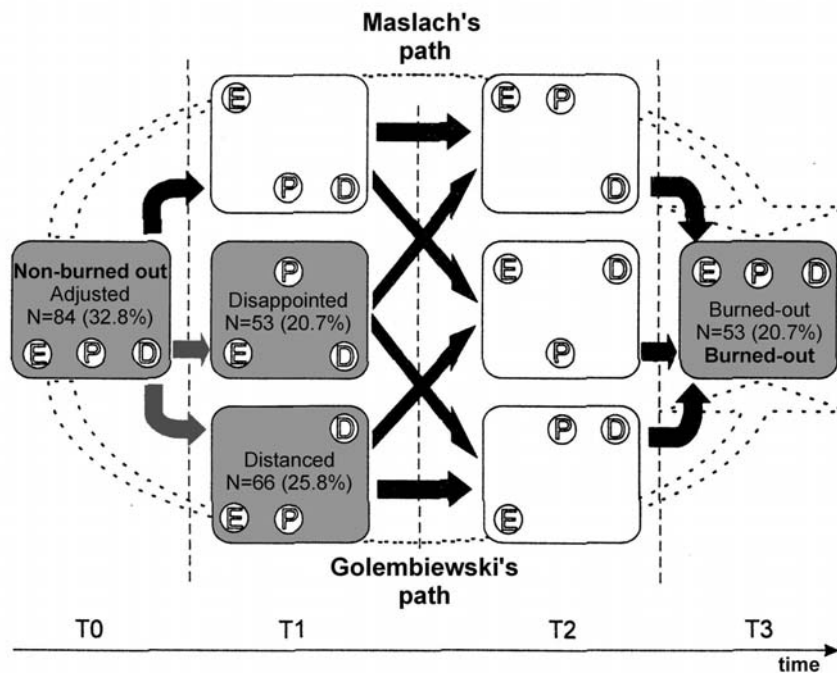 Maslach's
path
E
P D
E P
D
Non-burned out
Adjusted
N=84 (32.8%)
E P D
P
Disappointed
N=53 (20.7%)
E D
E D
P
E P D
Burned-out
N=53 (20.7%)
Burned-out
D
Distanced
N=66 (25.8%)
E P
P D
E
Golembiewski's
path
T0 T1 T2 T3
time